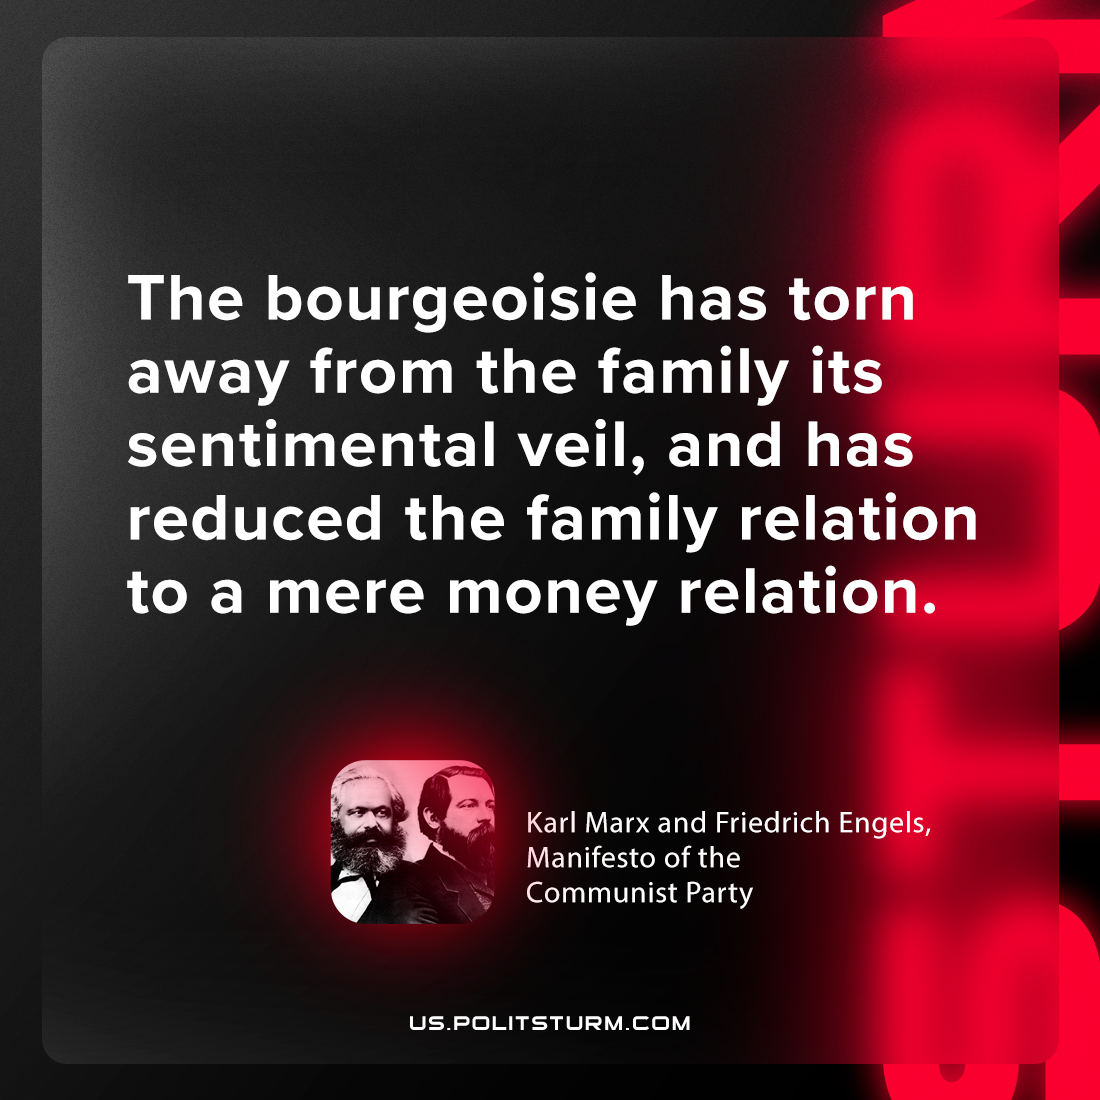 The bourgeoisie has torn
away from the family its
sentimental veil, and has
reduced the family relation
to a mere money relation.
Karl Marx and Friedrich Engels,
Manifesto of the
Communist Party
US.POLITSTURM.COM